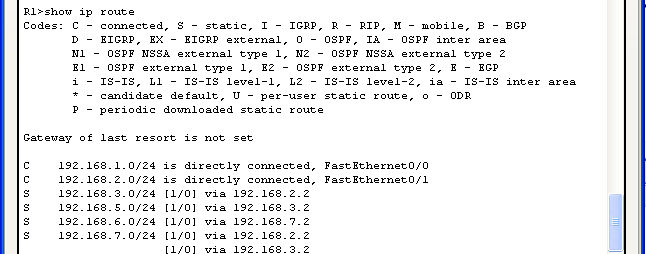 R1>show ip route
Codes: C - connected, S - static, I - IGRP, R - RIP, M - mobile, B - BGP
D - EIGRP, EX - EIGRP external, O - OSPF, IA - OSPF inter area
N1 - OSPF NSSA external type 1, N2 - OSPF NSSA external type 2
E1 - OSPF external type 1, E2 - OSPF external type 2, E - EGP
i - IS-IS, L1 - IS-IS level-1, L2 - IS-IS level-2, ia - IS-IS inter area
* - candidate default, U - per-user static route, o - ODR
P - periodic downloaded static route
Gateway of last resort is not set
C 192.168.1.0/24 is directly connected, FastEthernet0/0
C 192.168.2.0/24 is directly connected, FastEthernet0/1
S 192.168.3.0/24 [1/0] via 192.168.2.2
S 192.168.5.0/24 [1/0] via 192.168.3.2
S 192.168.6.0/24 [1/0] via 192.168.7.2
S 192.168.7.0/24 [1/0] via 192.168.2.2
[1/0] via 192.168.3.2